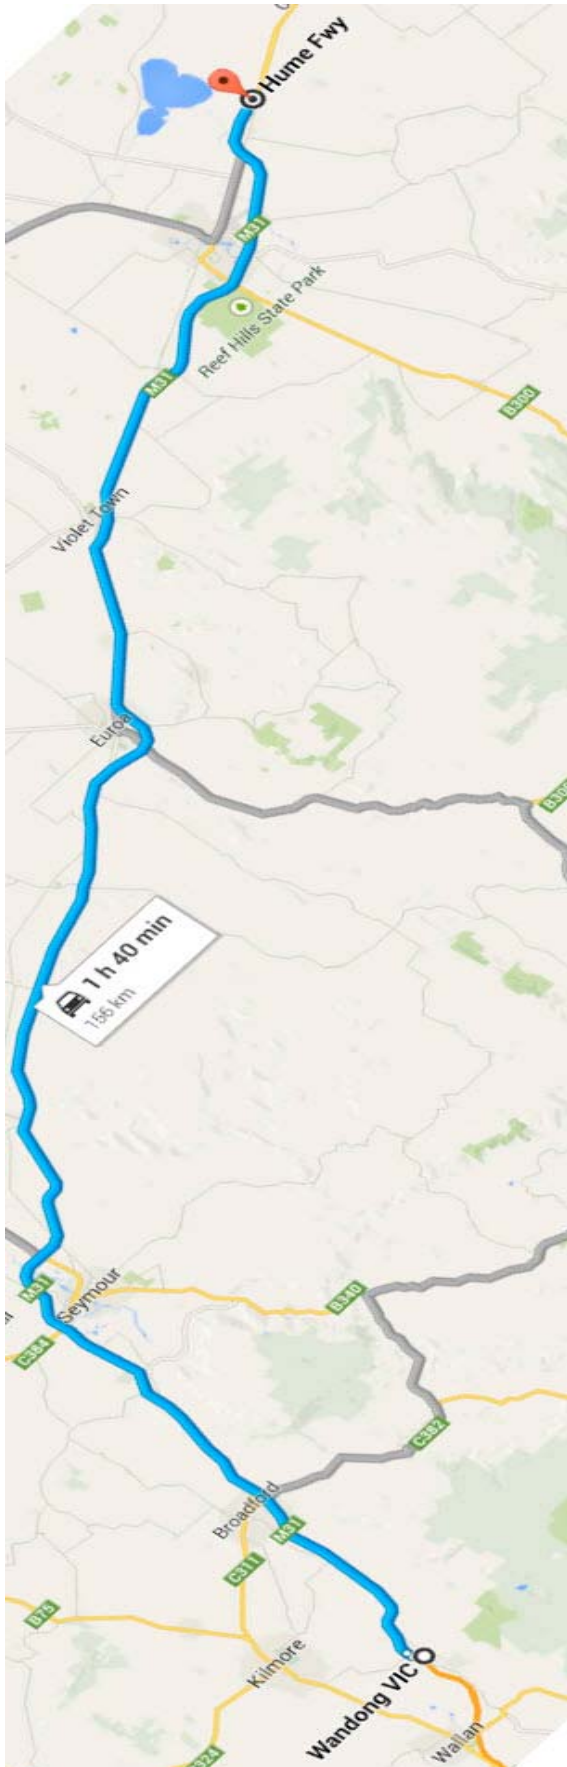 Hume Fwy
M31
Reef Hills State Park
M31
B300
Violet Town
Euroa
B300
1 h 40 min
156 km
M31
Seymour
B340
C384
C382
Broadford
M31
C311
B75
Kilmore
Wandong VIC
Wallan